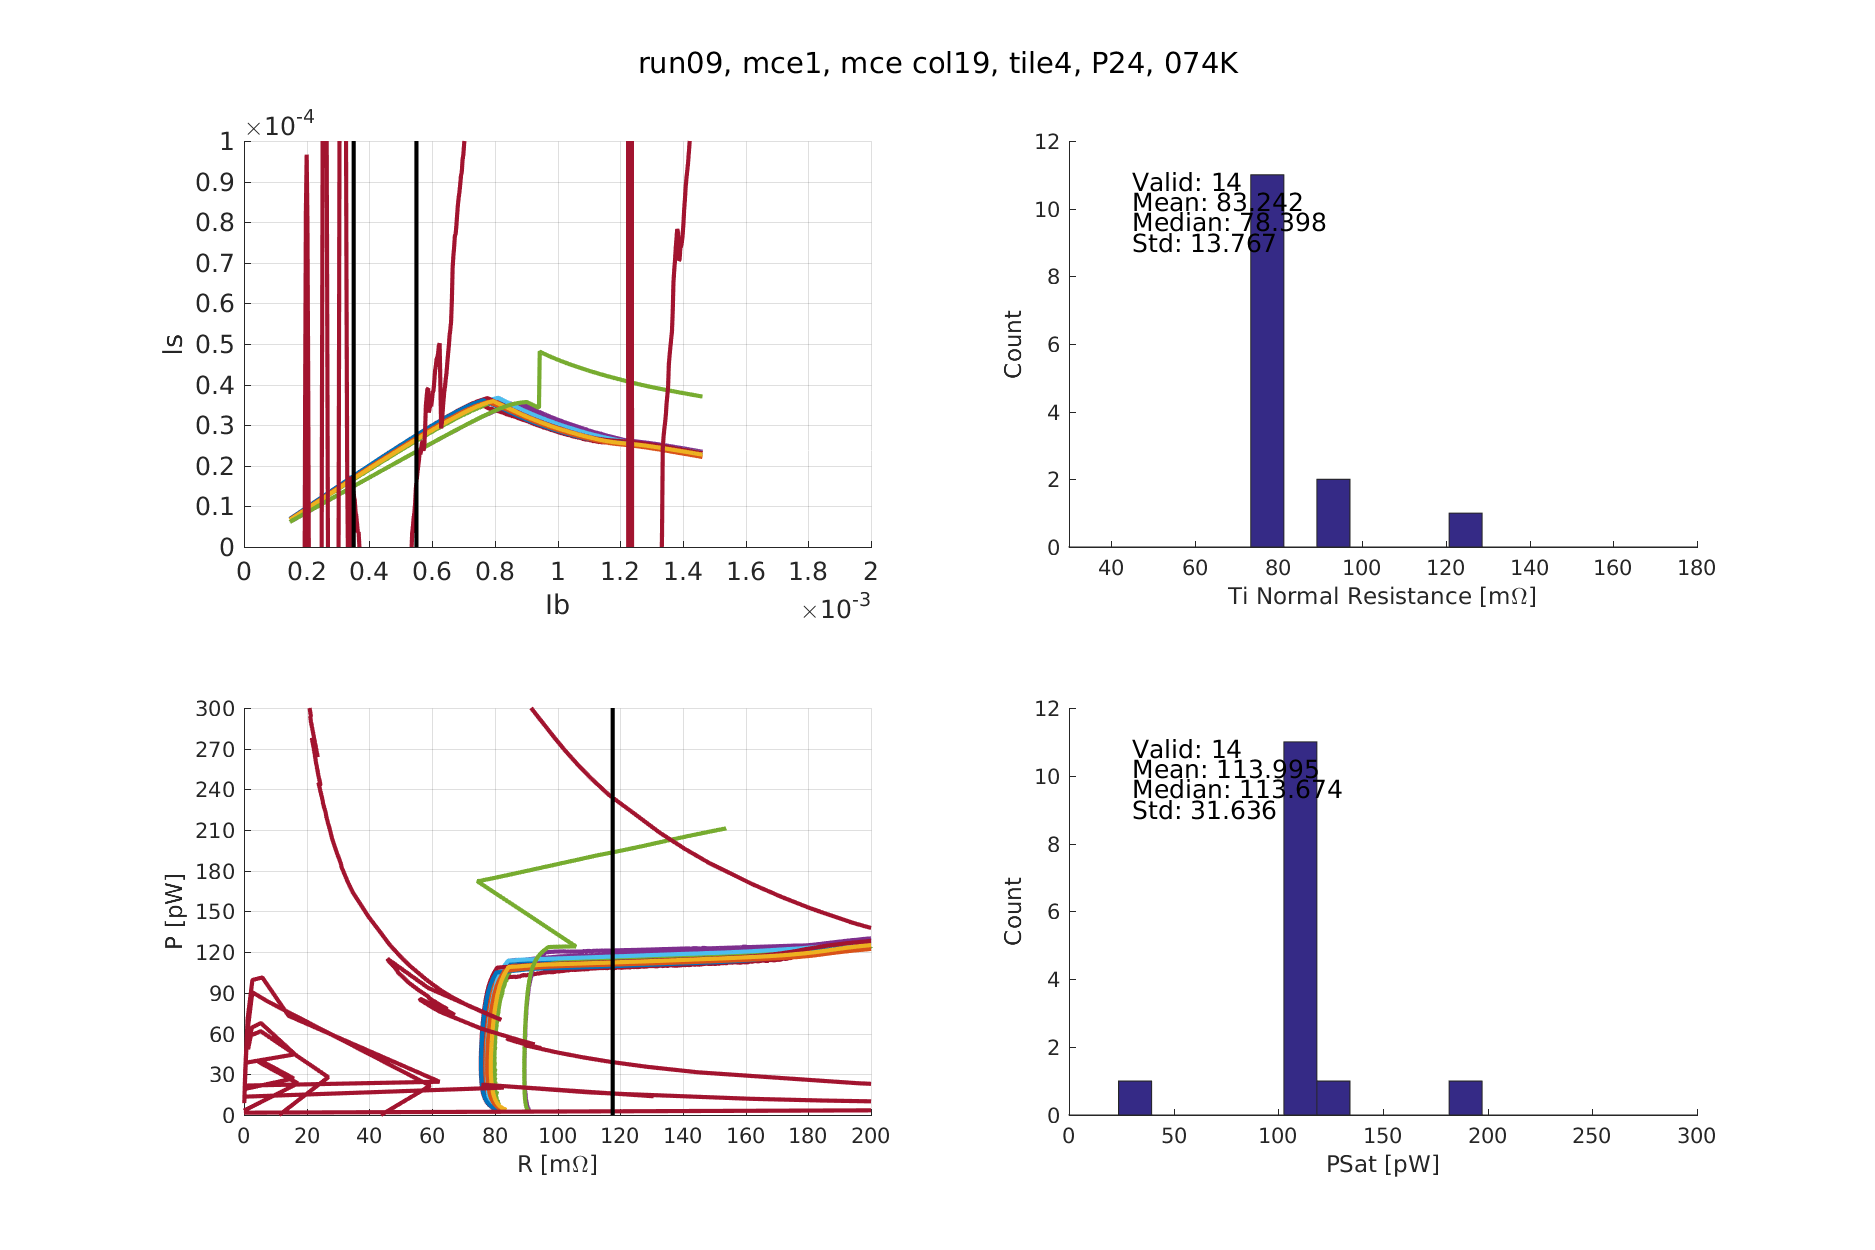 run09, mce1, mce col19, tile4, P24, 074K
×10-4
1
0.9
0.8
0.7
0.6
0.5
0.4
0.3
0.2
0.1
0
Is
0 0.2 0.4 0.6 0.8 1 1.2 1.4 1.6 1.8 2
Ib
×10-3
12
10
8
6
4
2
0
Count
Valid: 14
Mean: 83.242
Median: 78.398
Std: 13.767
40 60 80 100 120 140 160 180
Ti Normal Resistance [mΩ]
300
270
240
210
180
150
120
90
60
30
0
P [pW]
0 20 40 60 80 100 120 140 160 180 200
R [mΩ]
12
10
8
6
4
2
0
Count
Valid: 14
Mean: 113.995
Median: 113.674
Std: 31.636
0 50 100 150 200 250 300
PSat [pW]